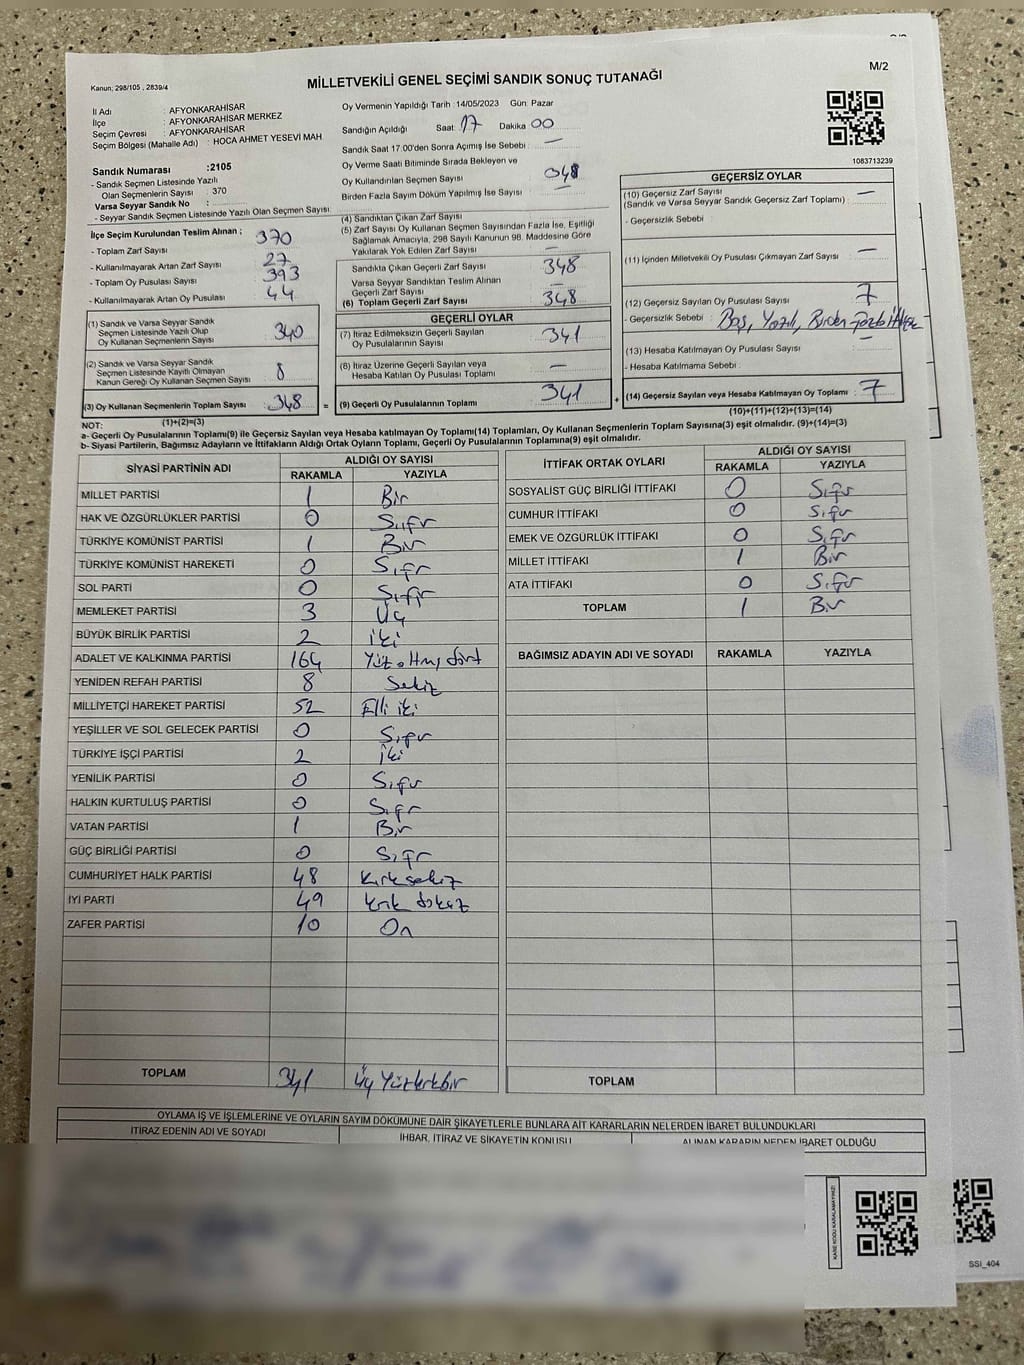 M/2
Kanun; 298/105 , 2839/4
MİLLETVEKİLİ GENEL SEÇİMİ SANDIK SONUÇ TUTANAĞI
İl Adı : AFYONKARAHİSAR
İlçe : AFYONKARAHİSAR MERKEZ
Seçim Çevresi : AFYONKARAHİSAR
Seçim Bölgesi (Mahalle Adı) : HOCA AHMET YESEVİ MAH
Sandık Numarası :2105
- Sandık Seçmen Listesinde Yazılı
Olan Seçmenlerin Sayısı : 370
Varsa Seyyar Sandık No :
- Seyyar Sandık Seçmen Listesinde Yazılı Olan Seçmen Sayısı:
Oy Vermenin Yapıldığı Tarih :14/05/2023 Gün: Pazar
Sandığın Açıldığı Saat 17 Dakika 00
Sandık Saat 17.00'den Sonra Açımış İse Sebebi : —
Oy Verme Saati Bitiminde Sırada Bekleyen ve
Oy Kullandırılan Seçmen Sayısı : 048
Birden Fazla Sayım Döküm Yapılmış İse Sayısı : —
1083713239
İlçe Seçim Kurulundan Teslim Alınan ;
- Toplam Zarf Sayısı : 370
- Kullanılmayarak Artan Zarf Sayısı : 27
- Toplam Oy Pusulası Sayısı : 393
- Kullanılmayarak Artan Oy Pusulası : 44
(1) Sandık ve Varsa Seyyar Sandık
Seçmen Listesinde Yazılı Olup
Oy Kullanan Seçmenlerin Sayısı : 340
(2) Sandık ve Varsa Seyyar Sandık
Seçmen Listesinde Kayıtlı Olmayan
Kanun Gereği Oy Kullanan Seçmen Sayısı : 8
(3) Oy Kullanan Seçmenlerin Toplam Sayısı : 348
(1)+(2)=(3)
(4) Sandıktan Çıkan Zarf Sayısı
(5) Zarf Sayısı Oy Kullanan Seçmen Sayısından Fazla İse, Eşitliği
Sağlamak Amacıyla, 298 Sayılı Kanunun 98. Maddesine Göre
Yakılarak Yok Edilen Zarf Sayısı : —
Sandıkta Çıkan Geçerli Zarf Sayısı : 348
Varsa Seyyar Sandıktan Teslim Alınan
Geçerli Zarf Sayısı : —
(6) Toplam Geçerli Zarf Sayısı : 348
GEÇERLİ OYLAR
(7) İtiraz Edilmeksizin Geçerli Sayılan
Oy Pusulalarının Sayısı : 341
(8) İtiraz Üzerine Geçerli Sayılan veya
Hesaba Katılan Oy Pusulası Toplamı : —
= (9) Geçerli Oy Pusulalarının Toplamı : 341
GEÇERSİZ OYLAR
(10) Geçersiz Zarf Sayısı
(Sandık ve Varsa Seyyar Sandık Geçersiz Zarf Toplamı) : —
- Geçersizlik Sebebi :
(11) İçinden Milletvekili Oy Pusulası Çıkmayan Zarf Sayısı : —
(12) Geçersiz Sayılan Oy Pusulası Sayısı : 7
- Geçersizlik Sebebi : Boş, Yazılı, Birden fazla
(13) Hesaba Katılmayan Oy Pusulası Sayısı : —
- Hesaba Katılmama Sebebi :
+ (14) Geçersiz Sayılan veya Hesaba Katılmayan Oy Toplamı : 7
(10)+(11)+(12)+(13)=(14)
NOT:
a- Geçerli Oy Pusulalarının Toplamı(9) ile Geçersiz Sayılan veya Hesaba Katılmayan Oy Toplamı(14) Toplamları, Oy Kullanan Seçmenlerin Toplam Sayısına(3) eşit olmalıdır. (9)+(14)=(3)
b- Siyasi Partilerin, Bağımsız Adayların ve İttifakların Aldığı Ortak Oyların Toplamı, Geçerli Oy Pusulalarının Toplamına(9) eşit olmalıdır.
SİYASİ PARTİNİN ADI ALDIĞI OY SAYISI
RAKAMLA YAZIYLA
MİLLET PARTİSİ 1 Bir
HAK VE ÖZGÜRLÜKLER PARTİSİ 0 Sıfır
TÜRKİYE KOMÜNİST PARTİSİ 1 Bir
TÜRKİYE KOMÜNİST HAREKETİ 0 Sıfır
SOL PARTİ 0 Sıfır
MEMLEKET PARTİSİ 3 Üç
BÜYÜK BİRLİK PARTİSİ 2 iki
ADALET VE KALKINMA PARTİSİ 164 Yüz altmış dört
YENİDEN REFAH PARTİSİ 8 Sekiz
MİLLİYETÇİ HAREKET PARTİSİ 52 Elli iki
YEŞİLLER VE SOL GELECEK PARTİSİ 0 Sıfır
TÜRKİYE İŞÇİ PARTİSİ 2 iki
YENİLİK PARTİSİ 0 Sıfır
HALKIN KURTULUŞ PARTİSİ 0 Sıfır
VATAN PARTİSİ 1 Bir
GÜÇ BİRLİĞİ PARTİSİ 0 Sıfır
CUMHURİYET HALK PARTİSİ 48 Kırksekiz
İYİ PARTİ 49 kırk dokuz
ZAFER PARTİSİ 10 On
TOPLAM 341 Üç Yüzkırkbir
İTTİFAK ORTAK OYLARI ALDIĞI OY SAYISI
RAKAMLA YAZIYLA
SOSYALİST GÜÇ BİRLİĞİ İTTİFAKI 0 Sıfır
CUMHUR İTTİFAKI 0 Sıfır
EMEK VE ÖZGÜRLÜK İTTİFAKI 0 Sıfır
MİLLET İTTİFAKI 1 Bir
ATA İTTİFAKI 0 Sıfır
TOPLAM 1 Bir
BAĞIMSIZ ADAYIN ADI VE SOYADI RAKAMLA YAZIYLA
TOPLAM
OYLAMA İŞ VE İŞLEMLERİNE VE OYLARIN SAYIM DÖKÜMÜNE DAİR ŞİKAYETLERLE BUNLARA AİT KARARLARIN NELERDEN İBARET BULUNDUKLARI
İTİRAZ EDENİN ADI VE SOYADI İHBAR, İTİRAZ VE ŞİKAYETİN KONUSU ALINAN KARARIN NEDEN İBARET OLDUĞU
KARE KODU KARALAMAYINIZ!
SSI_404